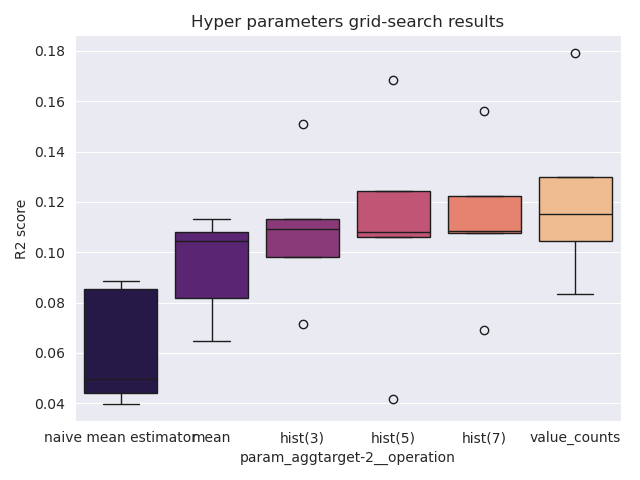 Hyper parameters grid-search results
0.18
0.16
0.14
0.12
0.10
0.08
0.06
0.04
R2 score
naive mean estimator
mean
hist(3)
hist(5)
hist(7)
value_counts
param_aggtarget-2__operation